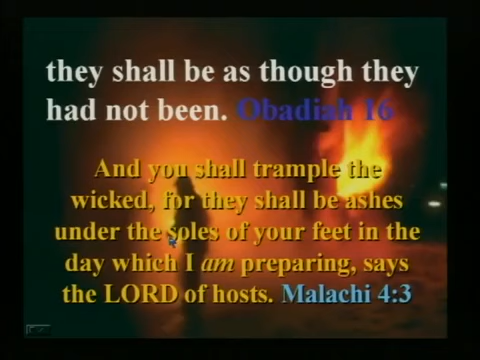 they shall be as though they
had not been. Obadiah 16
And you shall trample the
wicked, for they shall be ashes
under the soles of your feet in the
day which I am preparing, says
the LORD of hosts. Malachi 4:3